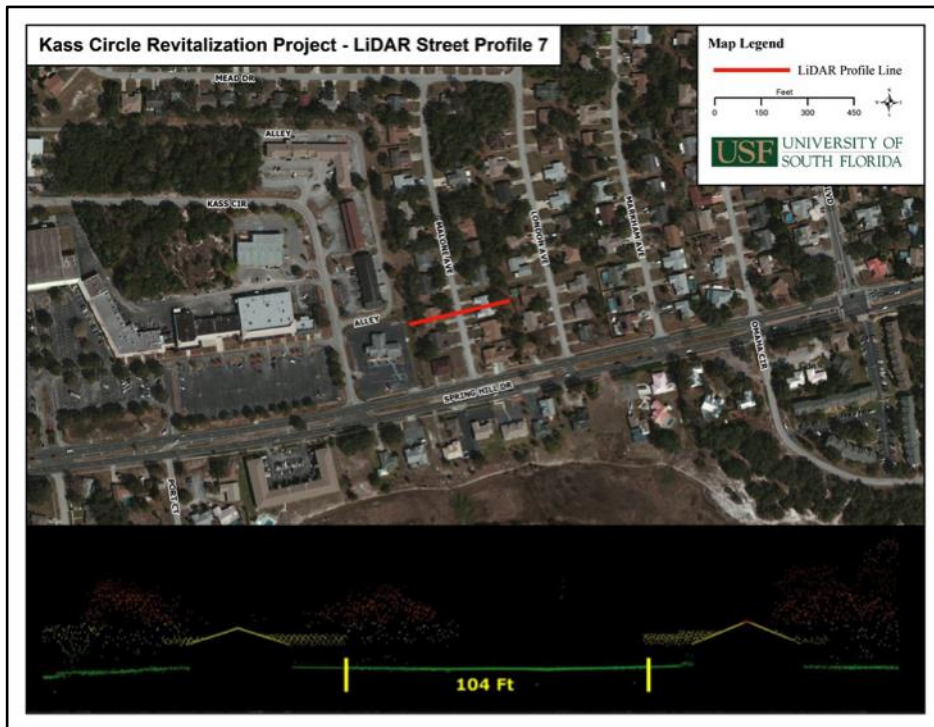 Kass Circle Revitalization Project - LiDAR Street Profile 7
Map Legend
LiDAR Profile Line
Feet
0 150 300 450
USF UNIVERSITY OF
SOUTH FLORIDA
MEAD DR
ALLEY
KASS CIR
MALONE AVE
LONDON AVE
MARKHAM AVE
LVD
ALLEY
OMAHA CIR
SPRING HILL DR
PORT CT
104 Ft